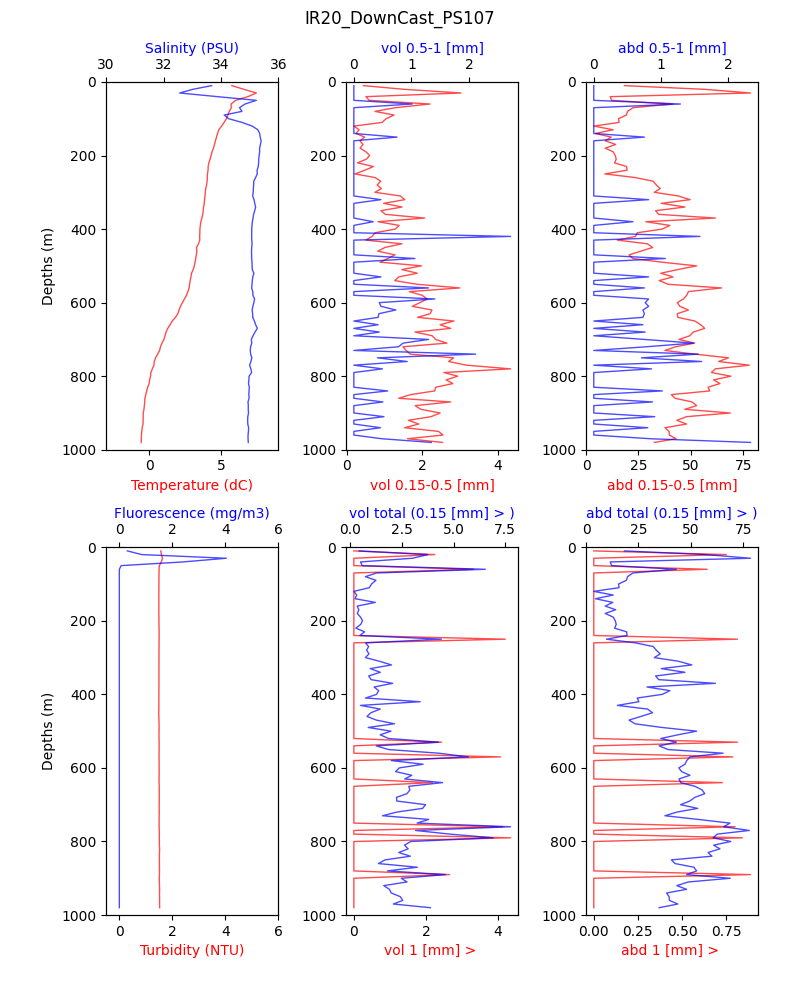 IR20_DownCast_PS107
Salinity (PSU)
30 32 34 36
vol 0.5-1 [mm]
0 1 2
abd 0.5-1 [mm]
0 1 2
Depths (m)
0
200
400
600
800
1000
0 5
Temperature (dC)
0 2 4
vol 0.15-0.5 [mm]
0 25 50 75
abd 0.15-0.5 [mm]
0
200
400
600
800
1000
0
200
400
600
800
1000
Fluorescence (mg/m3)
0 2 4 6
vol total (0.15 [mm] > )
0.0 2.5 5.0 7.5
abd total (0.15 [mm] > )
0 25 50 75
Depths (m)
0
200
400
600
800
1000
0 2 4 6
Turbidity (NTU)
0
200
400
600
800
1000
0 2 4
vol 1 [mm] >
0
200
400
600
800
1000
0.00 0.25 0.50 0.75
abd 1 [mm] >